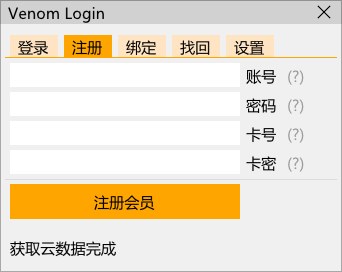 Venom Login
登录 注册 绑定 找回 设置
账号 (?)
密码 (?)
卡号 (?)
卡密 (?)
注册会员
获取云数据完成